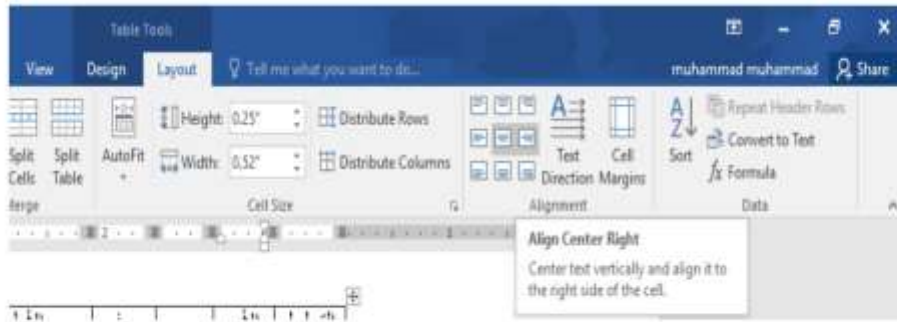 Table Tools
View Design Layout Tell me what you want to do... muhammad muhammad Share
Height: 0.25" Distribute Rows
Width: 0.52" Distribute Columns
Split Cells
Split Table
AutoFit
Text Direction
Cell Margins
Sort
Repeat Header Rows
Convert to Text
fx Formula
Merge Cell Size Alignment Data
Align Center Right
Center text vertically and align it to
the right side of the cell.